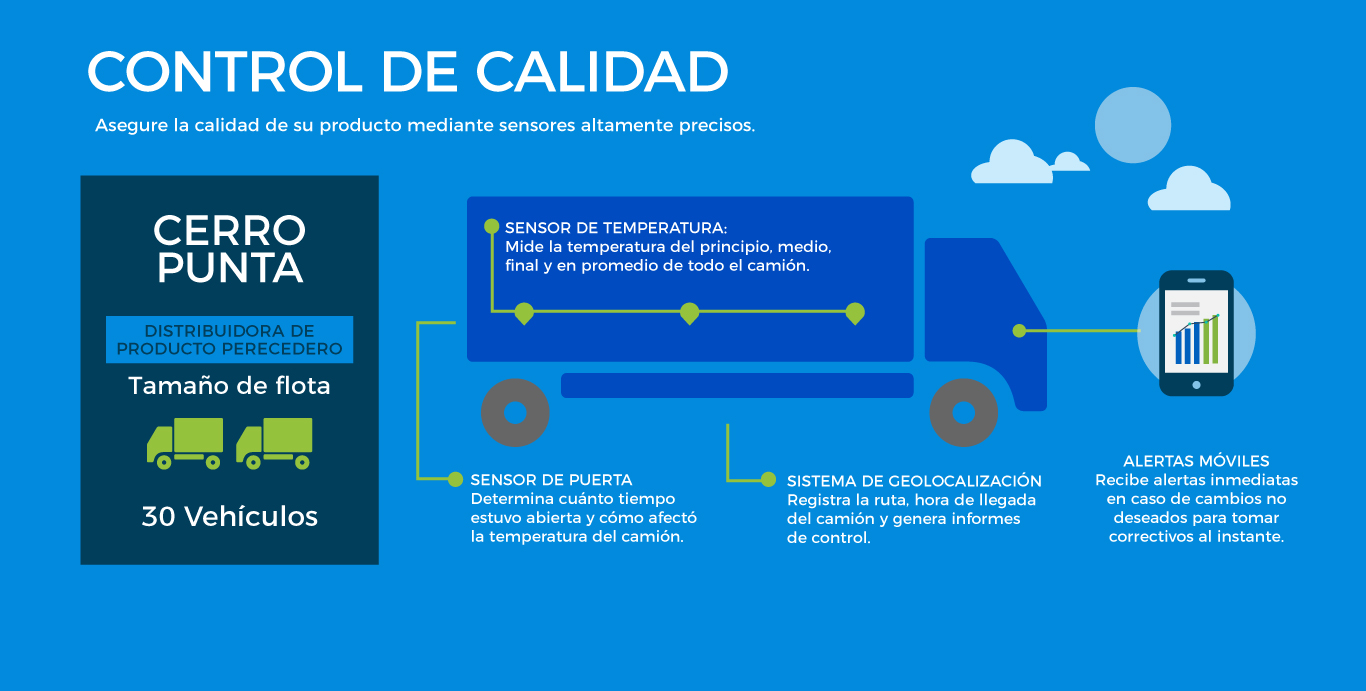 CONTROL DE CALIDAD
Asegure la calidad de su producto mediante sensores altamente precisos.
CERRO
PUNTA
DISTRIBUIDORA DE
PRODUCTO PERECEDERO
Tamaño de flota
30 Vehículos
SENSOR DE TEMPERATURA:
Mide la temperatura del principio, medio,
final y en promedio de todo el camión.
SENSOR DE PUERTA
Determina cuánto tiempo
estuvo abierta y cómo afectó
la temperatura del camión.
SISTEMA DE GEOLOCALIZACIÓN
Registra la ruta, hora de llegada
del camión y genera informes
de control.
ALERTAS MÓVILES
Recibe alertas inmediatas
en caso de cambios no
deseados para tomar
correctivos al instante.